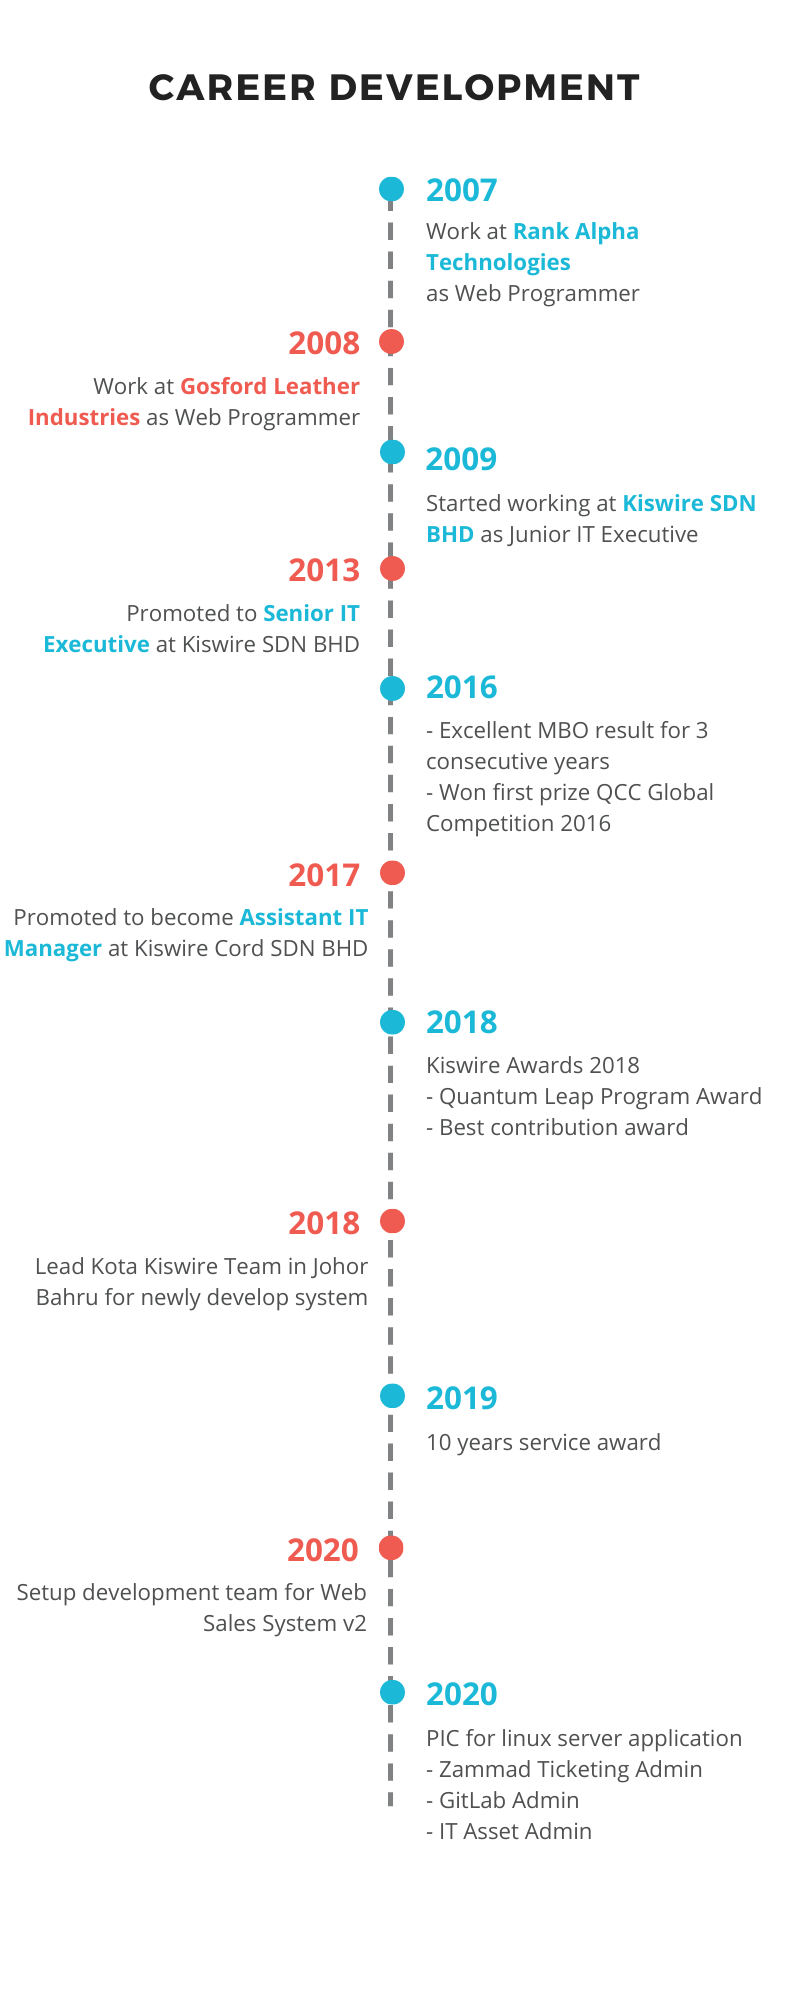 CAREER DEVELOPMENT
2007
Work at Rank Alpha
Technologies
as Web Programmer
2008
Work at Gosford Leather
Industries as Web Programmer
2009
Started working at Kiswire SDN
BHD as Junior IT Executive
2013
Promoted to Senior IT
Executive at Kiswire SDN BHD
2016
- Excellent MBO result for 3
consecutive years
- Won first prize QCC Global
Competition 2016
2017
Promoted to become Assistant IT
Manager at Kiswire Cord SDN BHD
2018
Kiswire Awards 2018
- Quantum Leap Program Award
- Best contribution award
2018
Lead Kota Kiswire Team in Johor
Bahru for newly develop system
2019
10 years service award
2020
Setup development team for Web
Sales System v2
2020
PIC for linux server application
- Zammad Ticketing Admin
- GitLab Admin
- IT Asset Admin